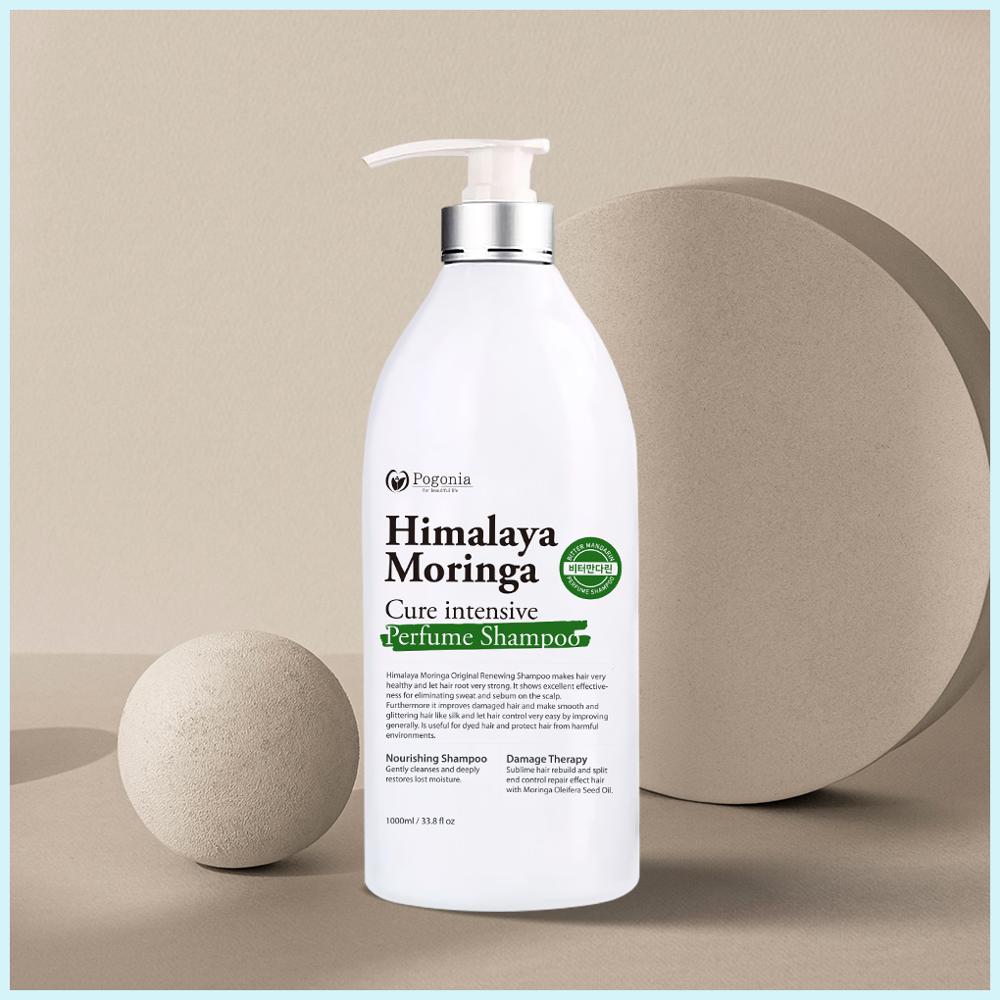 Pogonia
for beautiful life
Himalaya
Moringa
BITTER MANDARIN
비터만다린
PERFUME SHAMPOO
Cure intensive
Perfume Shampoo
Himalaya Moringa Original Renewing Shampoo makes hair very
healthy and let hair root very strong. It shows excellent effective-
ness for eliminating sweat and sebum on the scalp.
Furthermore it improves damaged hair and make smooth and
glittering hair like silk and let hair control very easy by improving
generally. Is useful for dyed hair and protect hair from harmful
environments.
Nourishing Shampoo
Gently cleanses and deeply
restores lost moisture.
Damage Therapy
Sublime hair rebuild and split
end control repair effect hair
with Moringa Oleifera Seed Oil.
1000ml / 33.8 fl oz